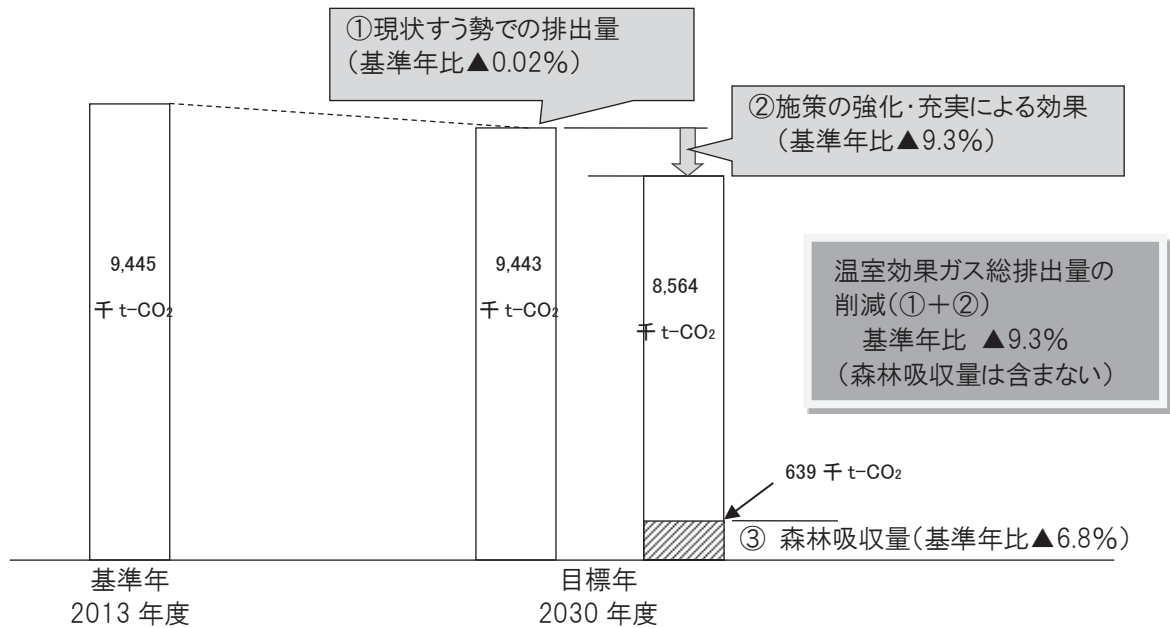 ①現状すう勢での排出量
(基準年比▲0.02%)
②施策の強化・充実による効果
(基準年比▲9.3%)
9,445
千 t-CO₂
9,443
千 t-CO₂
8,564
千 t-CO₂
温室効果ガス総排出量の
削減(①＋②)
基準年比 ▲9.3%
(森林吸収量は含まない)
639 千 t-CO₂
③ 森林吸収量(基準年比▲6.8%)
基準年
2013 年度
目標年
2030 年度